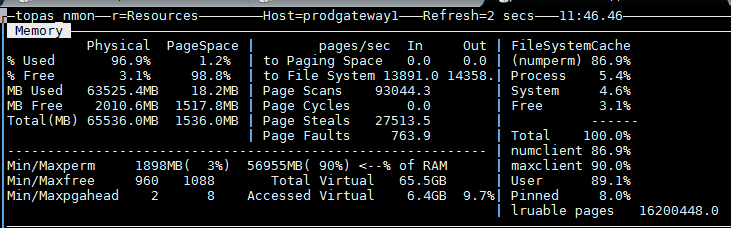 topas_nmon──r=Resources────────Host=prodgateway1───Refresh=2 secs───11:46.46
Memory
          Physical  PageSpace |        pages/sec  In     Out | FileSystemCache
% Used       96.9%      1.2%  | to Paging Space   0.0    0.0 | (numperm) 86.9%
% Free        3.1%     98.8%  | to File System 13891.0 14358.| Process    5.4%
MB Used   63525.4MB    18.2MB | Page Scans     93044.3       | System     4.6%
MB Free    2010.6MB  1517.8MB | Page Cycles       0.0        | Free       3.1%
Total(MB) 65536.0MB  1536.0MB | Page Steals    27513.5       |           ------
                              | Page Faults      763.9       | Total    100.0%
------------------------------------------------------------ | numclient 86.9%
Min/Maxperm     1898MB(  3%)  56955MB( 90%) <--% of RAM      | maxclient 90.0%
Min/Maxfree     960   1088       Total Virtual   65.5GB      | User      89.1%
Min/Maxpgahead    2      8    Accessed Virtual    6.4GB  9.7%| Pinned     8.0%
                                                             | lruable pages   16200448.0